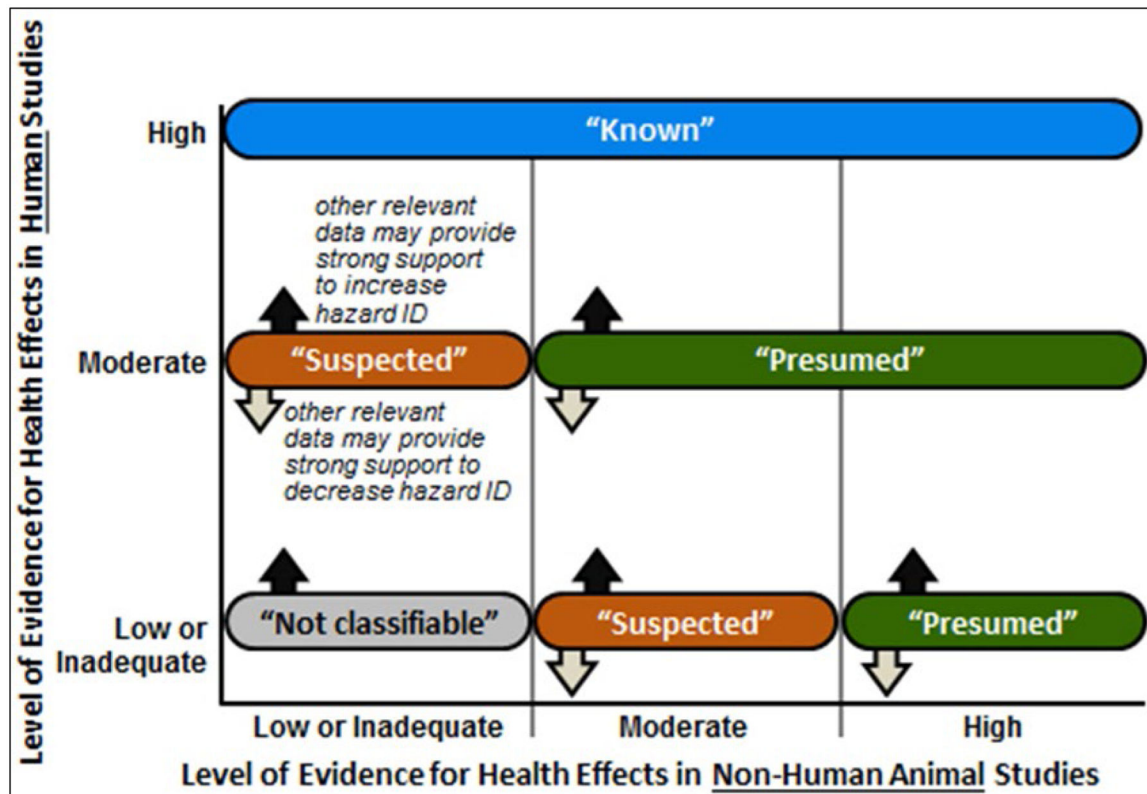 Level of Evidence for Health Effects in Human Studies
High
“Known”
other relevant
data may provide
strong support
to increase
hazard ID
Moderate
“Suspected”
“Presumed”
other relevant
data may provide
strong support to
decrease hazard ID
Low or
Inadequate
“Not classifiable”
“Suspected”
“Presumed”
Low or Inadequate
Moderate
High
Level of Evidence for Health Effects in Non-Human Animal Studies